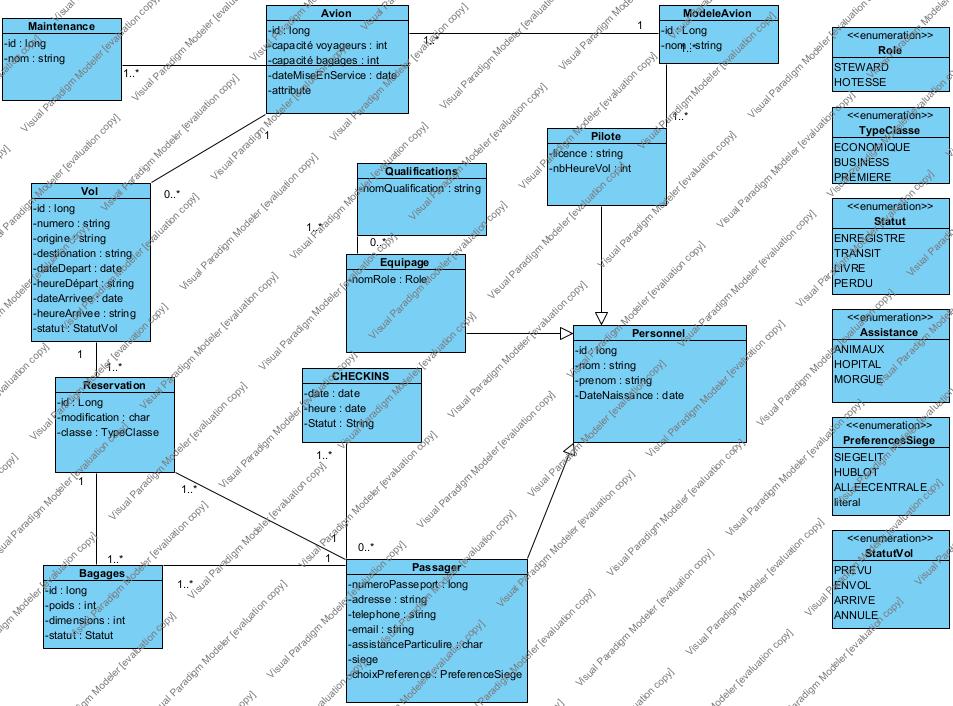 Maintenance
-id : long
-nom : string
1..*
Avion
-id : long
-capacité voyageurs : int
-capacité bagages : int
-dateMiseEnService : date
-attribute
1..*
1
ModeleAvion
-id : Long
-nom : string
1..*
1..*
Pilote
-licence : string
-nbHeureVol : int
1
0..*
Vol
-id : long
-numero : string
-origine : string
-destionation : string
-dateDepart : date
-heureDépart : string
-dateArrivee : date
-heureArrivee : string
-statut : StatutVol
Qualifications
-nomQualification : string
1..*
0..*
Equipage
-nomRole : Role
Personnel
-id : long
-nom : string
-prenom : string
-DateNaissance : date
1
1..*
Reservation
-id : Long
-modification : char
-classe : TypeClasse
CHECKINS
-date : date
-heure : date
-Statut : String
1..*
1
1..*
1..*
1
0..*
1
1..*
Bagages
-id : long
-poids : int
-dimensions : int
-statut : Statut
Passager
-numeroPasseport : long
-adresse : string
-telephone : string
-email : string
-assistanceParticulire : char
-siege
-choixPreference : PreferenceSiege
<<enumeration>>
Role
STEWARD
HOTESSE
<<enumeration>>
TypeClasse
ECONOMIQUE
BUSINESS
PREMIERE
<<enumeration>>
Statut
ENREGISTRE
TRANSIT
LIVRE
PERDU
<<enumeration>>
Assistance
ANIMAUX
HOPITAL
MORGUE
<<enumeration>>
PreferencesSiege
SIEGELIT
HUBLOT
ALLEECENTRALE
literal
<<enumeration>>
StatutVol
PREVU
ENVOL
ARRIVE
ANNULE
Visual Paradigm Modeler [evaluation copy]